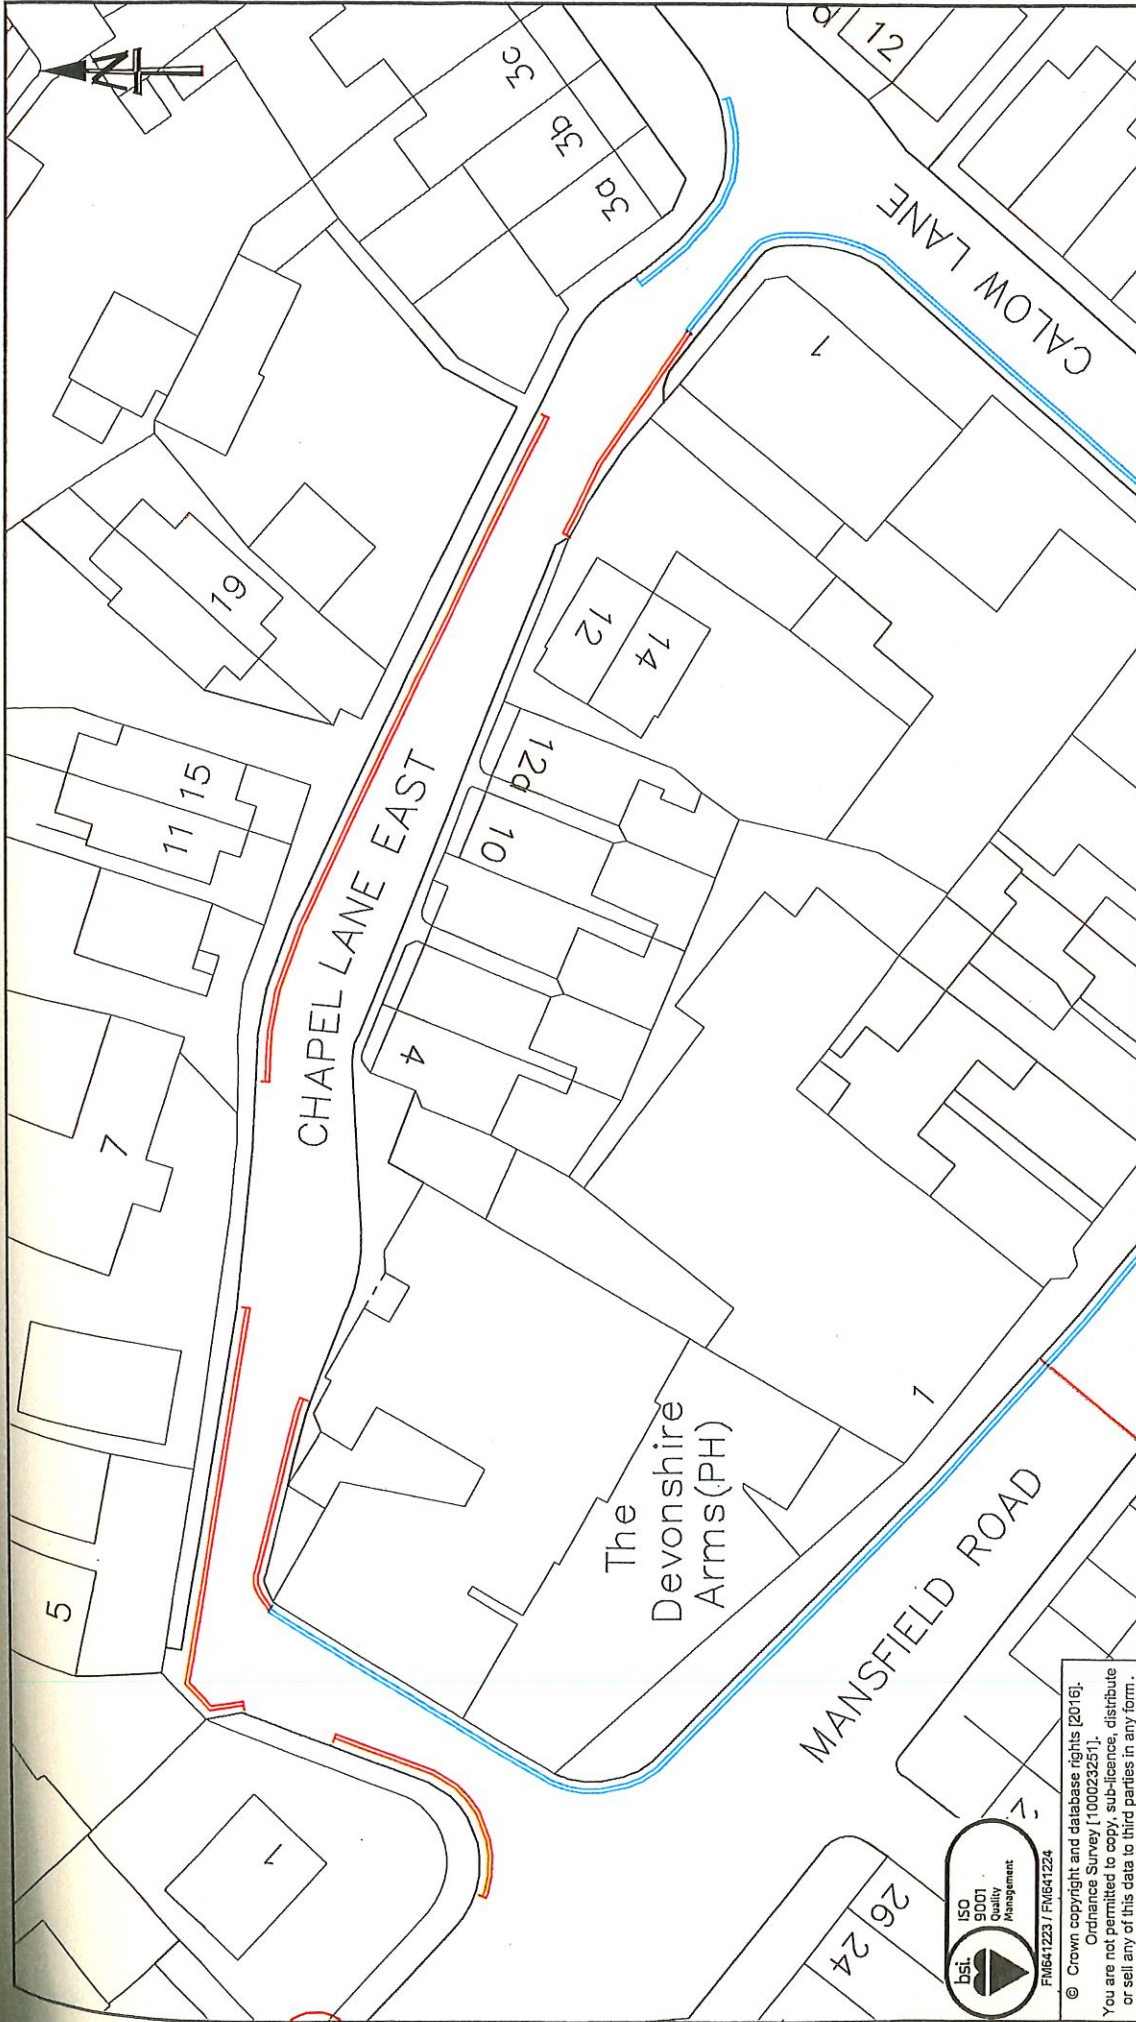 N
3c
3b
3a
12
CALOW LANE
1
19
15
11
12
14
12a
10
CHAPEL LANE EAST
4
7
5
The
Devonshire
Arms(PH)
1
MANSFIELD ROAD
1
26
24
bsi.
ISO
9001
Quality
Management
FM641223 / FM641224
© Crown copyright and database rights [2016].
Ordnance Survey [100023251].
You are not permitted to copy, sub-licence, distribute
or sell any of this data to third parties in any form.